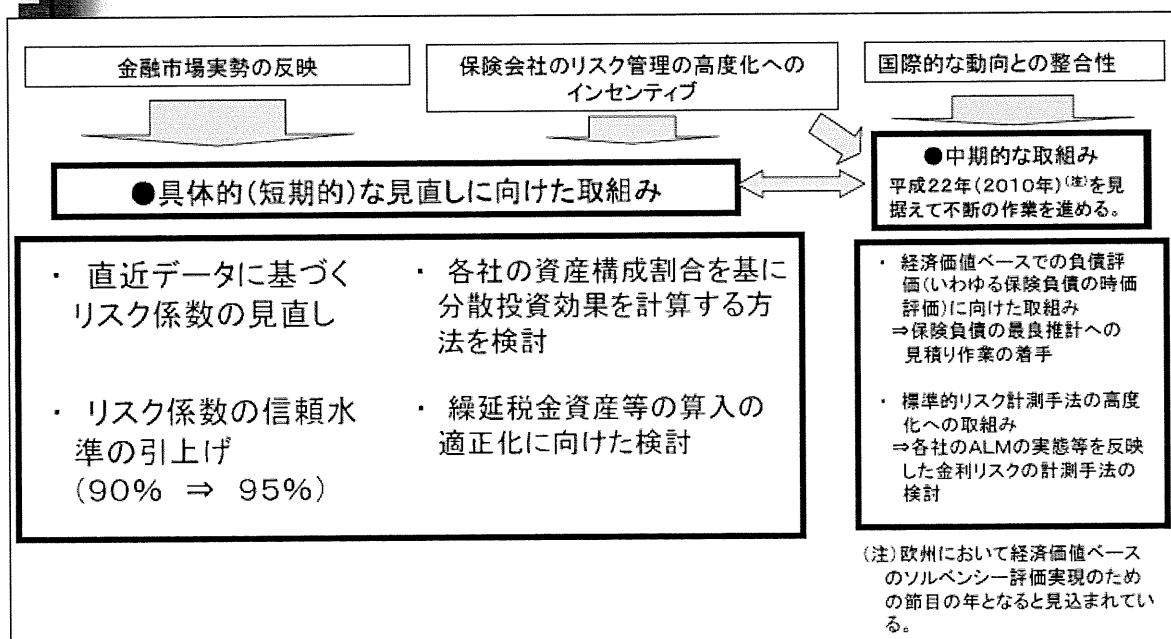 金融市場実勢の反映
保険会社のリスク管理の高度化への
インセンティブ
国際的な動向との整合性
●具体的(短期的)な見直しに向けた取組み
●中期的な取組み
平成22年(2010年)(注)を見
据えて不断の作業を進める。
・ 直近データに基づく
リスク係数の見直し
・ リスク係数の信頼水
準の引上げ
(90% ⇒ 95%)
・ 各社の資産構成割合を基に
分散投資効果を計算する方
法を検討
・ 繰延税金資産等の算入の
適正化に向けた検討
・ 経済価値ベースでの負債評
価(いわゆる保険負債の時価
評価)に向けた取組み
⇒保険負債の最良推計への
見積り作業の着手
・ 標準的リスク計測手法の高度
化への取組み
⇒各社のALMの実態等を反映
した金利リスクの計測手法の
検討
(注)欧州において経済価値ベース
のソルベンシー評価実現のため
の節目の年となると見込まれてい
る。